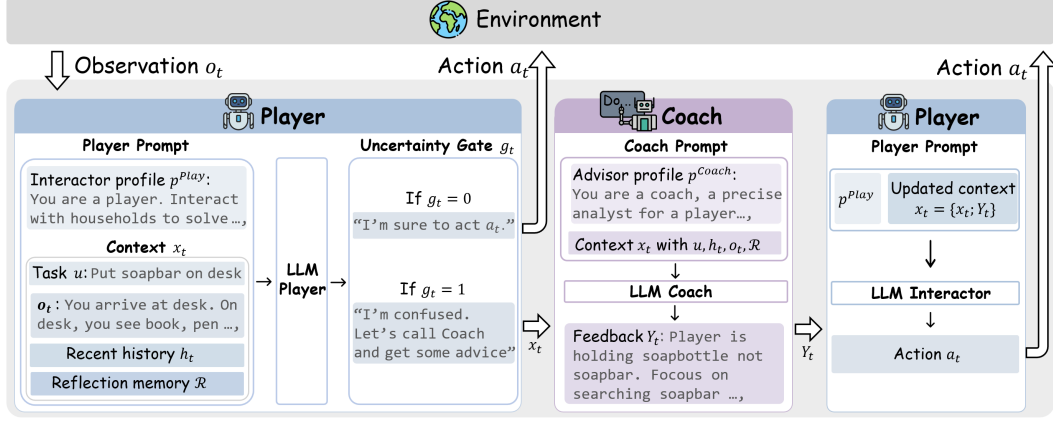 Environment
Observation o_t
Action a_t
Action a_t
Player
Player Prompt
Interactor profile p^Play:
You are a player. Interact
with households to solve …,
Context x_t
Task u: Put soapbar on desk
o_t: You arrive at desk. On
desk, you see book, pen …,
Recent history h_t
Reflection memory ℛ
LLM
Player
Uncertainty Gate g_t
If g_t = 0
“I'm sure to act a_t.”
If g_t = 1
“I'm confused.
Let's call Coach
and get some advice”
x_t
Do...
Coach
Coach Prompt
Advisor profile p^Coach:
You are a coach, a precise
analyst for a player…,
Context x_t with u, h_t, o_t, ℛ
LLM Coach
Feedback Y_t: Player is
holding soapbottle not
soapbar. Focus on
searching soapbar …,
Y_t
Player
Player Prompt
p^Play
Updated context
x_t = {x_t; Y_t}
LLM Interactor
Action a_t